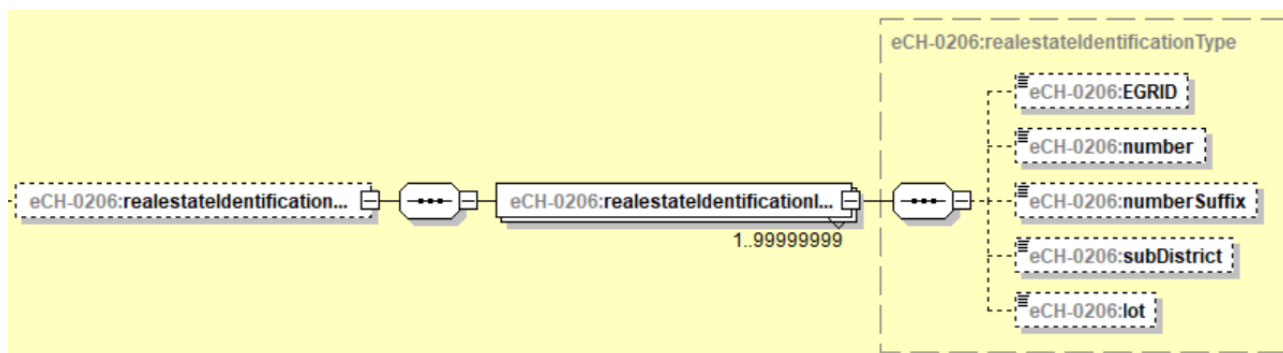 eCH-0206:realestateIdentificationType
eCH-0206:EGRID
eCH-0206:number
eCH-0206:realestateIdentification...
eCH-0206:realestateIdentificationI...
eCH-0206:numberSuffix
1..99999999
eCH-0206:subDistrict
eCH-0206:lot